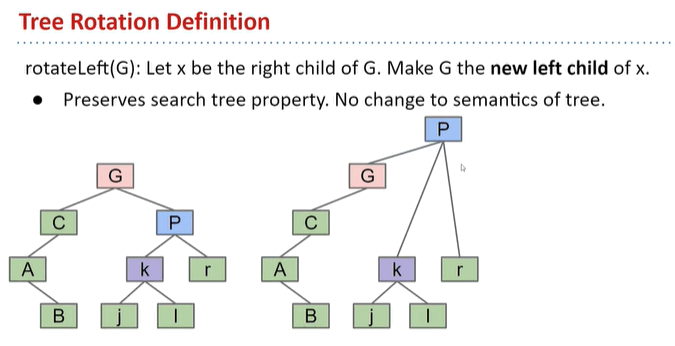 Tree Rotation Definition
rotateLeft(G): Let x be the right child of G. Make G the new left child of x.
● Preserves search tree property. No change to semantics of tree.
P
G G
C P C
A k r A k r
B j l B j l